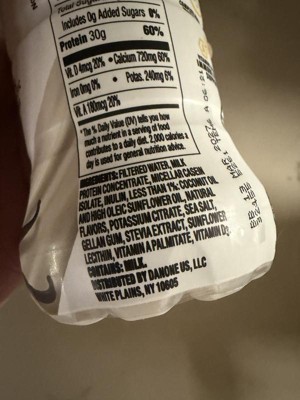 Total Sug
Includes 0g Added Sugars 0%
Protein 30g 60%
Vit. D 4mcg 20% • Calcium 720mg 60%
Iron 0mg 0% • Potas. 240mg 6%
Vit. A 180mcg 20%
*The % Daily Value (DV) tells you how
much a nutrient in a serving of food
contributes to a daily diet. 2,000 calories a
day is used for general nutrition advice.
INGREDIENTS: FILTERED WATER, MILK
PROTEIN CONCENTRATE, MICELLAR CASEIN
ISOLATE, INULIN, LESS THAN 1%: COCONUT OIL
AND HIGH OLEIC SUNFLOWER OIL, NATURAL
FLAVORS, POTASSIUM CITRATE, SEA SALT,
GELLAN GUM, STEVIA EXTRACT, SUNFLOWER
LECITHIN, VITAMIN A PALMITATE, VITAMIN D3.
CONTAINS: MILK.
DISTRIBUTED BY DANONE US, LLC
WHITE PLAINS, NY 10605